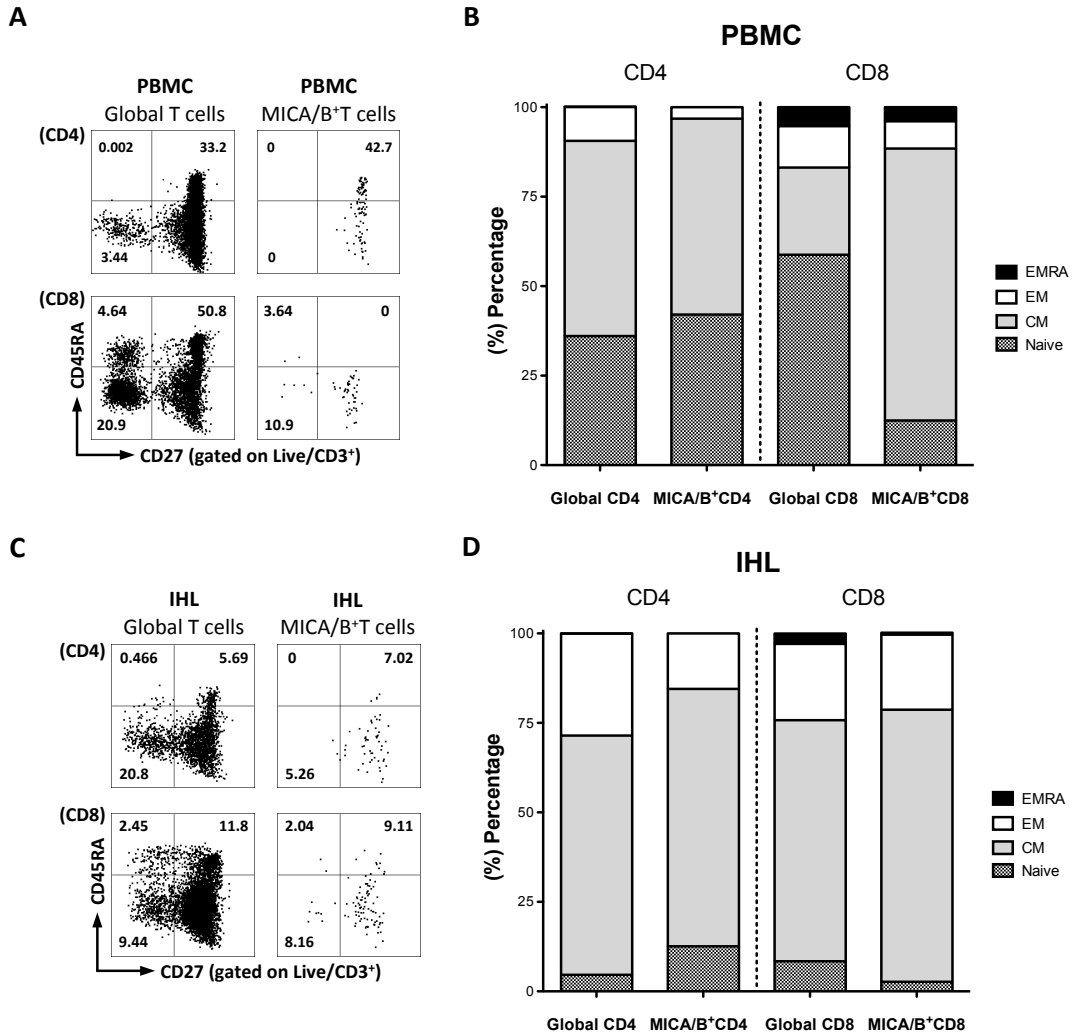 A
PBMC
Global T cells
PBMC
MICA/B⁺T cells
(CD4)
0.002 33.2
3.44
0 42.7
0
(CD8)
4.64 50.8
20.9
3.64 0
10.9
CD45RA
CD27 (gated on Live/CD3⁺)
B
PBMC
CD4 CD8
(%) Percentage
100
75
50
25
0
Global CD4 MICA/B⁺CD4 Global CD8 MICA/B⁺CD8
EMRA
EM
CM
Naive
C
IHL
Global T cells
IHL
MICA/B⁺T cells
(CD4)
0.466 5.69
20.8
0 7.02
5.26
(CD8)
2.45 11.8
9.44
2.04 9.11
8.16
CD45RA
CD27 (gated on Live/CD3⁺)
D
IHL
CD4 CD8
(%) Percentage
100
75
50
25
0
Global CD4 MICA/B⁺CD4 Global CD8 MICA/B⁺CD8
EMRA
EM
CM
Naive